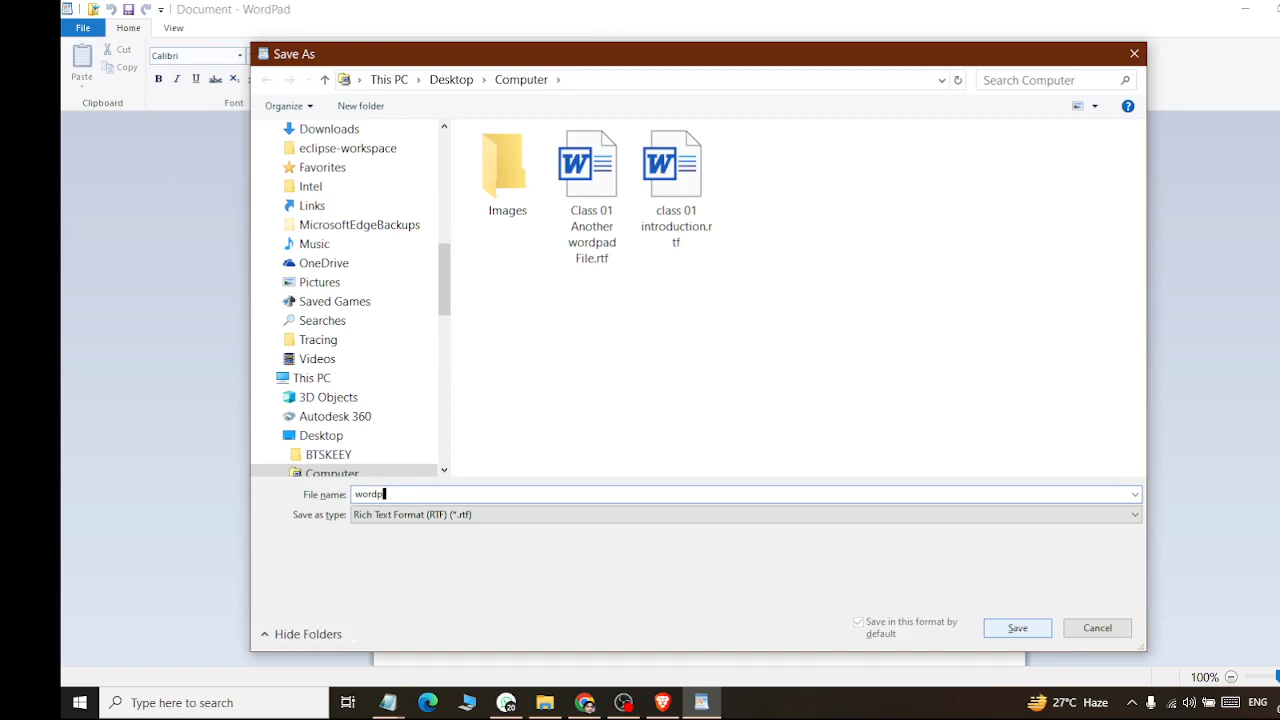 Document - WordPad
File
Home
View
Paste
Cut
Copy
Clipboard
Calibri
B I U abc X
Font
Save As
This PC > Desktop > Computer >
Search Computer
Organize
New folder
Downloads
eclipse-workspace
Favorites
Intel
Links
MicrosoftEdgeBackups
Music
OneDrive
Pictures
Saved Games
Searches
Tracing
Videos
This PC
3D Objects
Autodesk 360
Desktop
BTSKEEY
Computer
Images
Class 01
Another
wordpad
File.rtf
class 01
introduction.r
tf
File name: wordp
Save as type: Rich Text Format (RTF) (*.rtf)
Hide Folders
Save in this format by
default
Save
Cancel
100%
Type here to search
20
27°C Haze
ENG